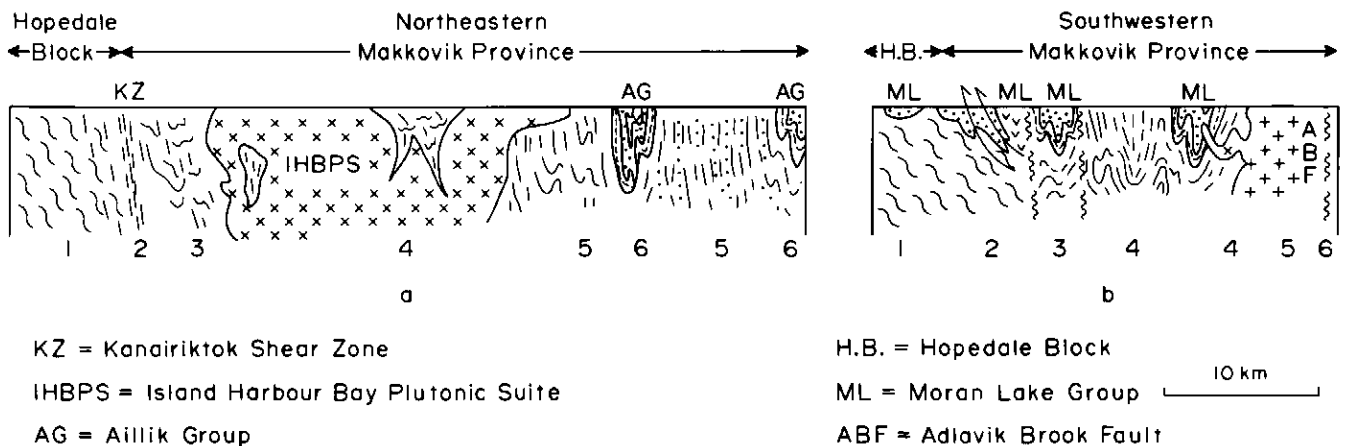 Hopedale
Block
Northeastern
Makkovik Province
KZ
AG
AG
IHBPS
1 2 3 4 5 6 5 6
a
Southwestern
H.B. Makkovik Province
ML ML ML ML
A
B
F
1 2 3 4 4 5 6
b
KZ = Kanairiktok Shear Zone
IHBPS = Island Harbour Bay Plutonic Suite
AG = Aillik Group
H.B. = Hopedale Block
ML = Moran Lake Group
10 km
ABF = Adlavik Brook Fault